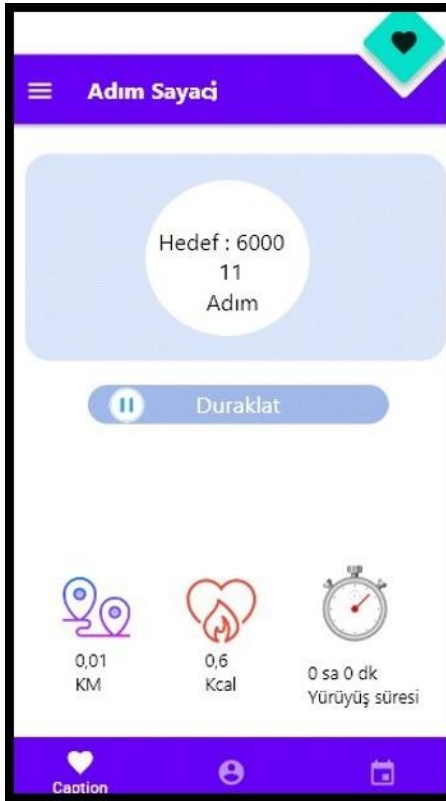 Adım Sayaci
Hedef : 6000
11
Adım
Duraklat
0,01
KM
0,6
Kcal
0 sa 0 dk
Yürüyüş süresi
Caption